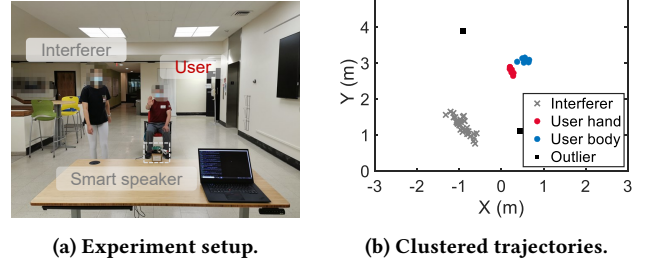 Interferer
User
Smart speaker
(a) Experiment setup.
4
3
2
1
0
Y (m)
-3 -2 -1 0 1 2 3
X (m)
Interferer
User hand
User body
Outlier
(b) Clustered trajectories.